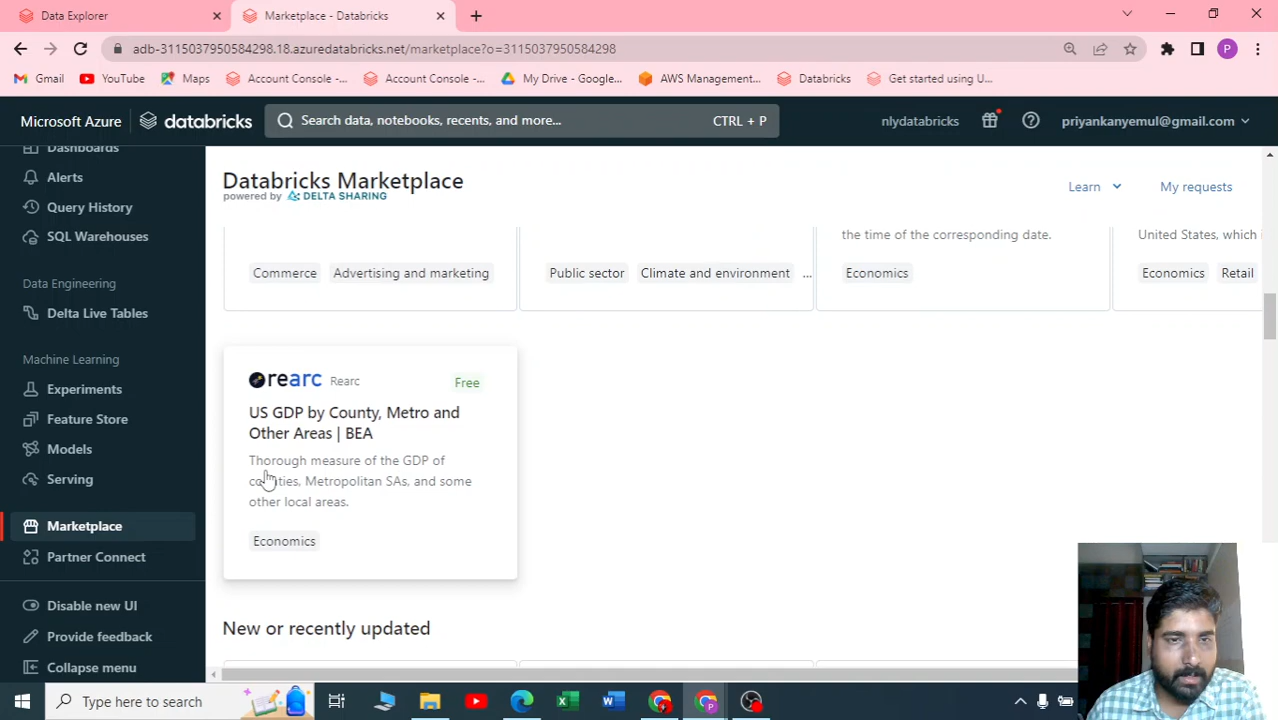 Data Explorer
Marketplace - Databricks
adb-3115037950584298.18.azuredatabricks.net/marketplace?o=3115037950584298
P
Gmail
YouTube
Maps
Account Console -...
Account Console -...
My Drive - Google...
AWS Management...
Databricks
Get started using U...
Microsoft Azure
databricks
Search data, notebooks, recents, and more...
CTRL + P
nlydatabricks
priyankanyemul@gmail.com
Dashboards
Alerts
Query History
SQL Warehouses
Data Engineering
Delta Live Tables
Machine Learning
Experiments
Feature Store
Models
Serving
Marketplace
Partner Connect
Disable new UI
Provide feedback
Collapse menu
Databricks Marketplace
powered by DELTA SHARING
Learn
My requests
the time of the corresponding date.
United States, which i
Commerce
Advertising and marketing
Public sector
Climate and environment
...
Economics
Economics
Retail
rearc
Rearc
Free
US GDP by County, Metro and
Other Areas | BEA
Thorough measure of the GDP of
counties, Metropolitan SAs, and some
other local areas.
Economics
New or recently updated
Type here to search